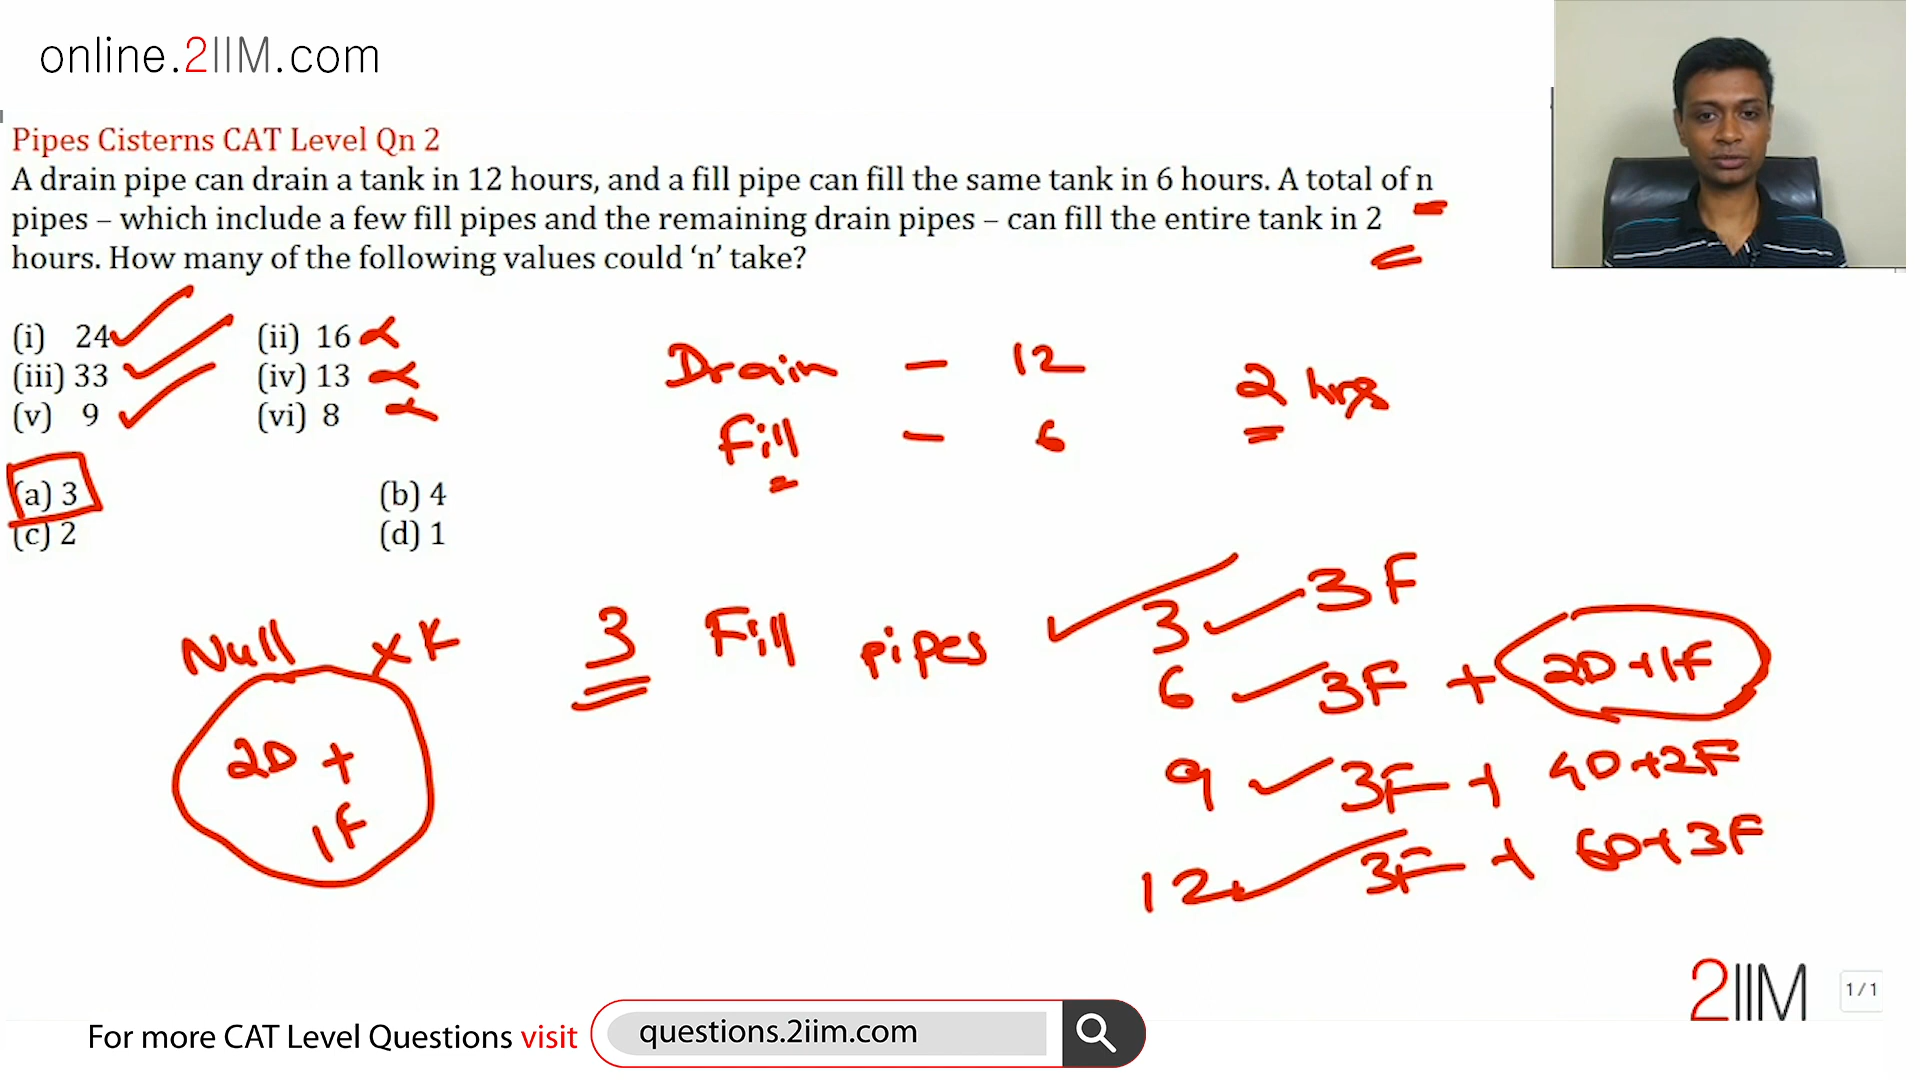 online.2IIM.com
Pipes Cisterns CAT Level Qn 2
A drain pipe can drain a tank in 12 hours, and a fill pipe can fill the same tank in 6 hours. A total of n
pipes – which include a few fill pipes and the remaining drain pipes – can fill the entire tank in 2
hours. How many of the following values could ‘n’ take?
(i) 24 (ii) 16
(iii) 33 (iv) 13
(v) 9 (vi) 8
(a) 3 (b) 4
(c) 2 (d) 1
Drain – 12
Fill – 6
2 hrs
Null x K
2D +
1F
3 Fill pipes
3 3F
6 3F + 2D+1F
9 3F + 4D+2F
12 3F + 6D+3F
2IIM
1/1
For more CAT Level Questions visit questions.2iim.com